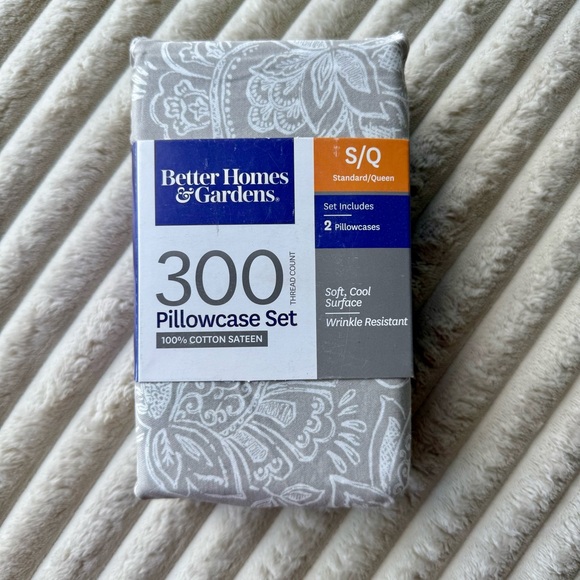 Better Homes
& Gardens®
S/Q
Standard/Queen
Set Includes
2 Pillowcases
300
THREAD COUNT
Pillowcase Set
100% COTTON SATEEN
Soft, Cool
Surface
Wrinkle Resistant